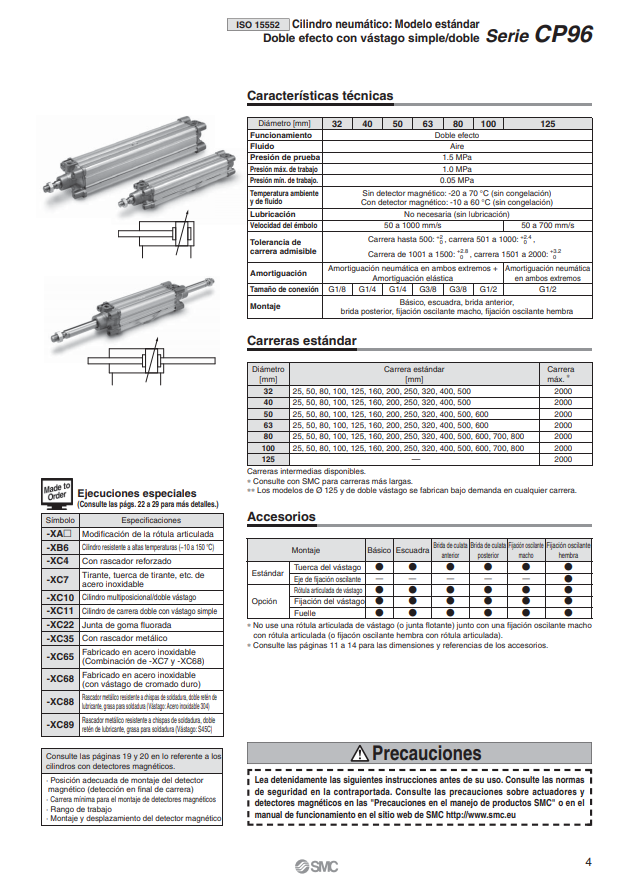 ISO 15552 Cilindro neumático: Modelo estándar
Doble efecto con vástago simple/doble Serie CP96
Características técnicas
Diámetro [mm] 32 40 50 63 80 100 125
Funcionamiento Doble efecto
Fluido Aire
Presión de prueba 1.5 MPa
Presión máx. de trabajo 1.0 MPa
Presión mín. de trabajo. 0.05 MPa
Temperatura ambiente y de fluido Sin detector magnético: -20 a 70 °C (sin congelación)
Con detector magnético: -10 a 60 °C (sin congelación)
Lubricación No necesaria (sin lubricación)
Velocidad del émbolo 50 a 1000 mm/s 50 a 700 mm/s
Tolerancia de carrera admisible Carrera hasta 500: +2 0 , carrera 501 a 1000: +2.4 0 ,
Carrera de 1001 a 1500: +2.8 0 , carrera 1501 a 2000: +3.2 0
Amortiguación Amortiguación neumática en ambos extremos + Amortiguación elástica Amortiguación neumática en ambos extremos
Tamaño de conexión G1/8 G1/4 G1/4 G3/8 G3/8 G1/2 G1/2
Montaje Básico, escuadra, brida anterior,
brida posterior, fijación oscilante macho, fijación oscilante hembra
Carreras estándar
Diámetro [mm] Carrera estándar [mm] Carrera máx. *
32 25, 50, 80, 100, 125, 160, 200, 250, 320, 400, 500 2000
40 25, 50, 80, 100, 125, 160, 200, 250, 320, 400, 500 2000
50 25, 50, 80, 100, 125, 160, 200, 250, 320, 400, 500, 600 2000
63 25, 50, 80, 100, 125, 160, 200, 250, 320, 400, 500, 600 2000
80 25, 50, 80, 100, 125, 160, 200, 250, 320, 400, 500, 600, 700, 800 2000
100 25, 50, 80, 100, 125, 160, 200, 250, 320, 400, 500, 600, 700, 800 2000
125 — 2000
Carreras intermedias disponibles.
* Consulte con SMC para carreras más largas.
** Los modelos de Ø 125 y de doble vástago se fabrican bajo demanda en cualquier carrera.
Accesorios
Montaje Básico Escuadra Brida de culata anterior Brida de culata posterior Fijación oscilante macho Fijación oscilante hembra
Estándar Tuerca del vástago ● ● ● ● ● ●
Eje de fijación oscilante — — — — — ●
Opción Rótula articulada de vástago ● ● ● ● ● ●
Fijación del vástago ● ● ● ● ● ●
Fuelle ● ● ● ● ● ●
* No use una rótula articulada de vástago (o junta flotante) junto con una fijación oscilante macho
con rótula articulada (o fijación oscilante hembra con rótula articulada).
* Consulte las páginas 11 a 14 para las dimensiones y referencias de los accesorios.
Made to Order
Ejecuciones especiales
(Consulte las págs. 22 a 29 para más detalles.)
Símbolo Especificaciones
-XA□ Modificación de la rótula articulada
-XB6 Cilindro resistente a altas temperaturas (−10 a 150 °C)
-XC4 Con rascador reforzado
-XC7 Tirante, tuerca de tirante, etc. de
acero inoxidable
-XC10 Cilindro multiposicional/doble vástago
-XC11 Cilindro de carrera doble con vástago simple
-XC22 Junta de goma fluorada
-XC35 Con rascador metálico
-XC65 Fabricado en acero inoxidable
(Combinación de -XC7 y -XC68)
-XC68 Fabricado en acero inoxidable
(con vástago de cromado duro)
-XC88 Rascador metálico resistente a chispas de soldadura, doble retén de
lubricante, grasa para soldadura (Vástago: Acero inoxidable 304)
-XC89 Rascador metálico resistente a chispas de soldadura, doble
retén de lubricante, grasa para soldadura (Vástago: S45C)
Consulte las páginas 19 y 20 en lo referente a los
cilindros con detectores magnéticos.
· Posición adecuada de montaje del detector
magnético (detección en final de carrera)
· Carrera mínima para el montaje de detectores magnéticos
· Rango de trabajo
· Montaje y desplazamiento del detector magnético
Precauciones
Lea detenidamente las siguientes instrucciones antes de su uso. Consulte las normas
de seguridad en la contraportada. Consulte las precauciones sobre actuadores y
detectores magnéticos en las "Precauciones en el manejo de productos SMC" o en el
manual de funcionamiento en el sitio web de SMC http://www.smc.eu
SMC
4